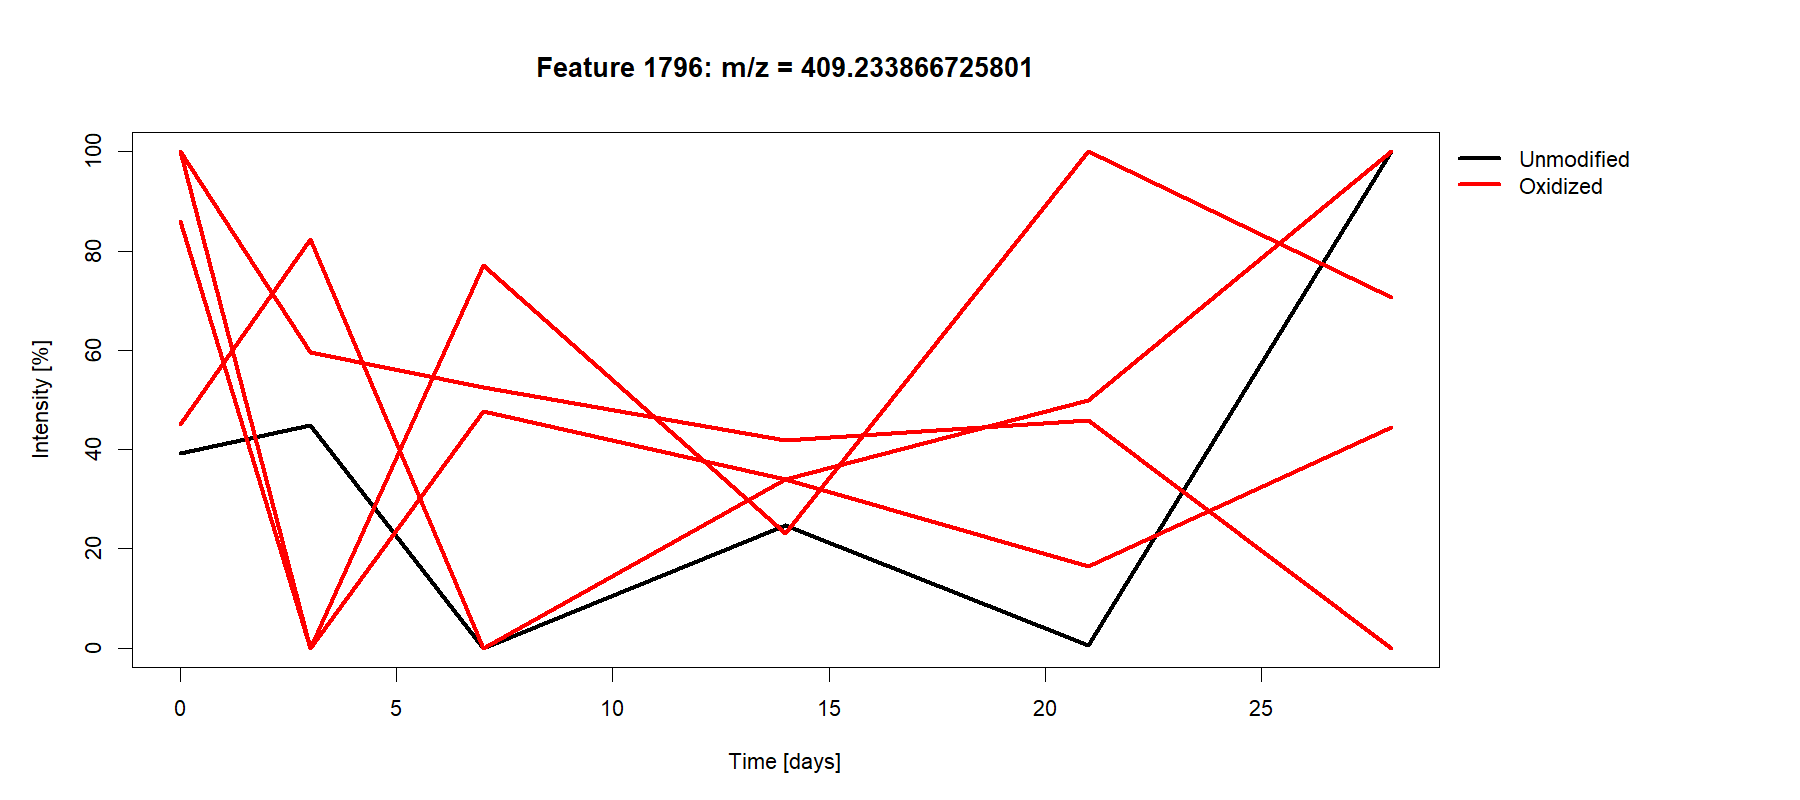 Feature 1796: m/z = 409.233866725801
Unmodified
Oxidized
Intensity [%]
100
80
60
40
20
0
0 5 10 15 20 25
Time [days]